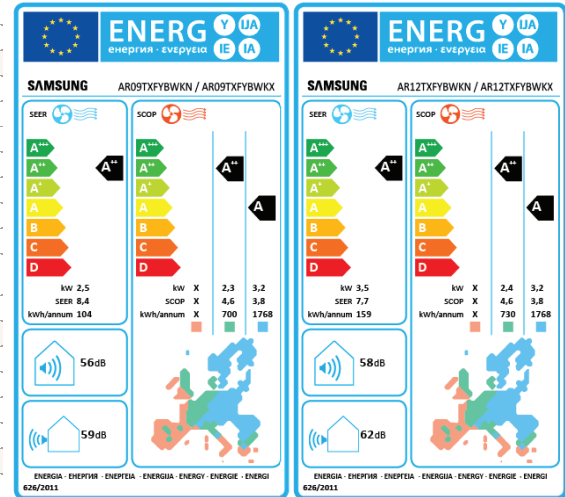 ENERG Y IJA
енергия · ενεργεια IE IA
SAMSUNG AR09TXFYBWKN / AR09TXFYBWKX
SEER SCOP
A+++ A+++
A++ A++ A++ A++
A+ A+
A A A
B B
C C
D D
kW 2,5 kW X 2,3 3,2
SEER 8,4 SCOP X 4,6 3,8
kWh/annum 104 kWh/annum X 700 1768
56dB
59dB
ENERGIA - ЕНЕРГИЯ - ΕΝΕΡΓΕΙΑ - ENERGIJA - ENERGY - ENERGIE - ENERGI
626/2011
ENERG Y IJA
енергия · ενεργεια IE IA
SAMSUNG AR12TXFYBWKN / AR12TXFYBWKX
SEER SCOP
A+++ A+++
A++ A++ A++ A++
A+ A+
A A A
B B
C C
D D
kW 3,5 kW X 2,4 3,2
SEER 7,7 SCOP X 4,6 3,8
kWh/annum 159 kWh/annum X 730 1768
58dB
62dB
ENERGIA - ЕНЕРГИЯ - ΕΝΕΡΓΕΙΑ - ENERGIJA - ENERGY - ENERGIE - ENERGI
626/2011